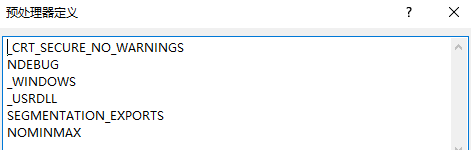 预处理器定义
_CRT_SECURE_NO_WARNINGS
NDEBUG
_WINDOWS
_USRDLL
SEGMENTATION_EXPORTS
NOMINMAX